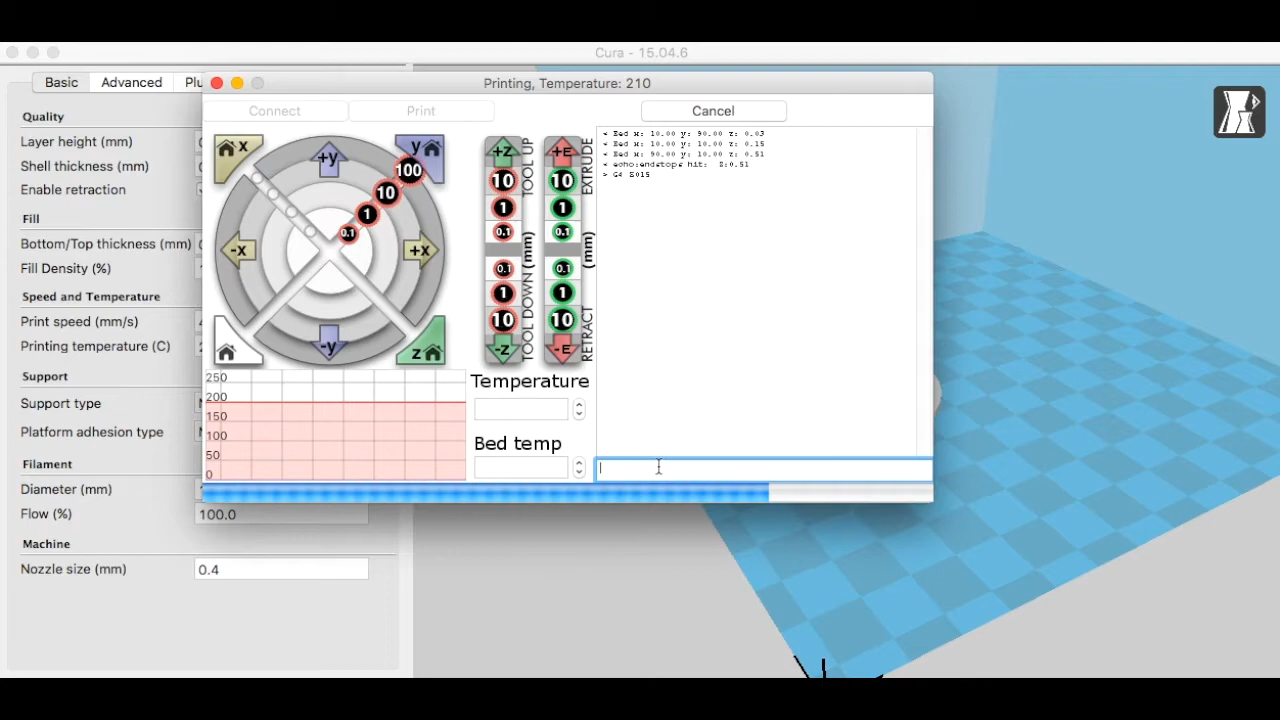 Cura - 15.04.6
Basic
Advanced
Printing, Temperature: 210
Connect
Print
Cancel
Quality
Layer height (mm)
Shell thickness (mm)
Enable retraction
Fill
Bottom/Top thickness (mm)
Fill Density (%)
Speed and Temperature
Print speed (mm/s)
Printing temperature (C)
Support
Support type
Platform adhesion type
Filament
Diameter (mm)
Flow (%)
100.0
Machine
Nozzle size (mm)
0.4
x
+y
y
100
10
1
0.1
-x
+x
-y
z
+Z
10
1
0.1
0.1
1
10
-Z
TOOL UP
(mm)
TOOL DOWN
+E
10
1
0.1
0.1
1
10
-E
EXTRUDE
(mm)
RETRACT
250
200
150
100
50
0
Temperature
Bed temp
< Bed x: 10.00 y: 90.00 z: 0.03
< Bed x: 10.00 y: 10.00 z: 0.15
< Bed x: 90.00 y: 10.00 z: 0.51
< echo:endstops hit: Z:0.51
> G4 S015